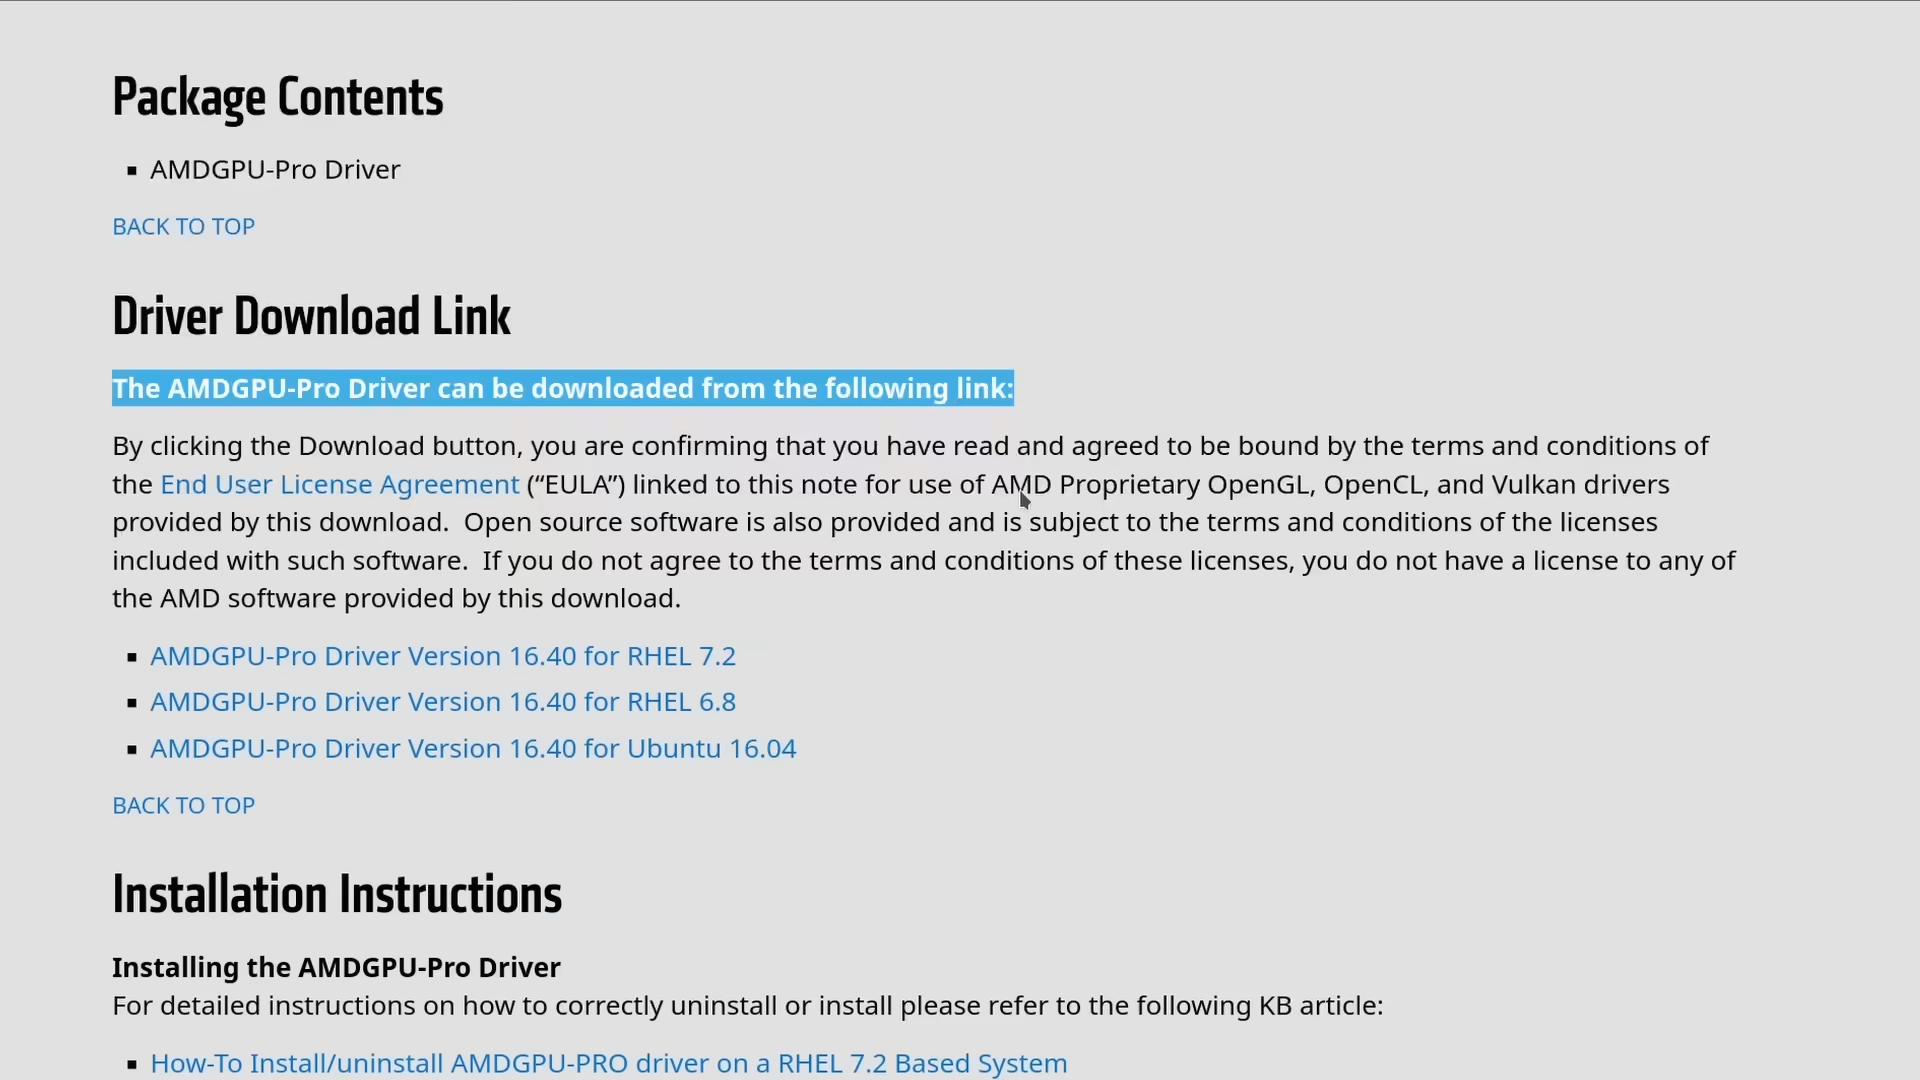 Package Contents
AMDGPU-Pro Driver
BACK TO TOP
Driver Download Link
The AMDGPU-Pro Driver can be downloaded from the following link:
By clicking the Download button, you are confirming that you have read and agreed to be bound by the terms and conditions of
the End User License Agreement (“EULA”) linked to this note for use of AMD Proprietary OpenGL, OpenCL, and Vulkan drivers
provided by this download.  Open source software is also provided and is subject to the terms and conditions of the licenses
included with such software.  If you do not agree to the terms and conditions of these licenses, you do not have a license to any of
the AMD software provided by this download.
AMDGPU-Pro Driver Version 16.40 for RHEL 7.2
AMDGPU-Pro Driver Version 16.40 for RHEL 6.8
AMDGPU-Pro Driver Version 16.40 for Ubuntu 16.04
BACK TO TOP
Installation Instructions
Installing the AMDGPU-Pro Driver
For detailed instructions on how to correctly uninstall or install please refer to the following KB article:
How-To Install/uninstall AMDGPU-PRO driver on a RHEL 7.2 Based System